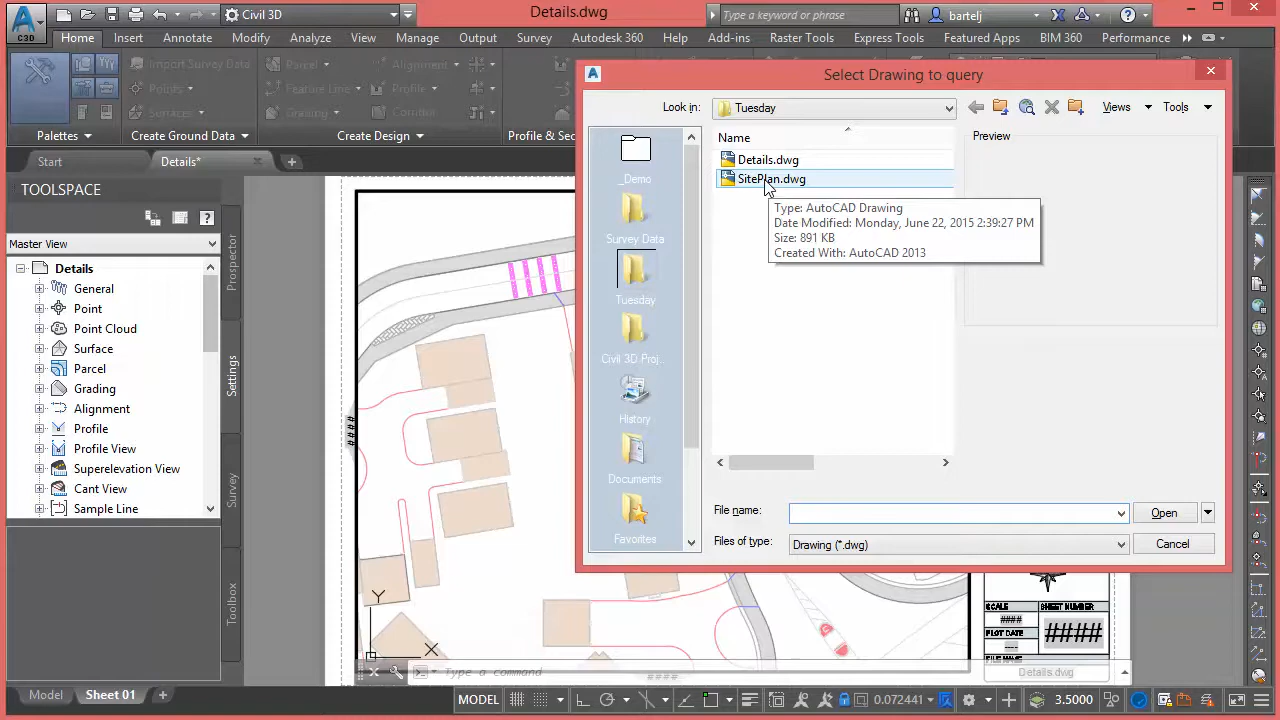 C3D
Civil 3D
Details.dwg
Type a keyword or phrase
bartelj
Home Insert Annotate Modify Analyze View Manage Output Survey Autodesk 360 Help Add-ins Raster Tools Express Tools Featured Apps BIM 360 Performance
Import Survey Data
Points
Surfaces
Parcel
Feature Line
Grading
Alignment
Profile
Corridor
Palettes
Create Ground Data
Create Design
Profile & Sec
Start
Details*
TOOLSPACE
Master View
Details
General
Point
Point Cloud
Surface
Parcel
Grading
Alignment
Profile
Profile View
Superelevation View
Cant View
Sample Line
Prospector
Settings
Survey
Toolbox
Select Drawing to query
Look in:
Tuesday
Views
Tools
_Demo
Survey Data
Tuesday
Civil 3D Proj...
History
Documents
Favorites
Name
Details.dwg
SitePlan.dwg
Type: AutoCAD Drawing
Date Modified: Monday, June 22, 2015 2:39:27 PM
Size: 891 KB
Created With: AutoCAD 2013
Preview
File name:
Open
Files of type:
Drawing (*.dwg)
Cancel
Y
X
SCALE
####
SHEET NUMBER
#####
PLOT DATE
----
Details.dwg
####
Type a command
Model
Sheet 01
MODEL
0.072441
3.5000